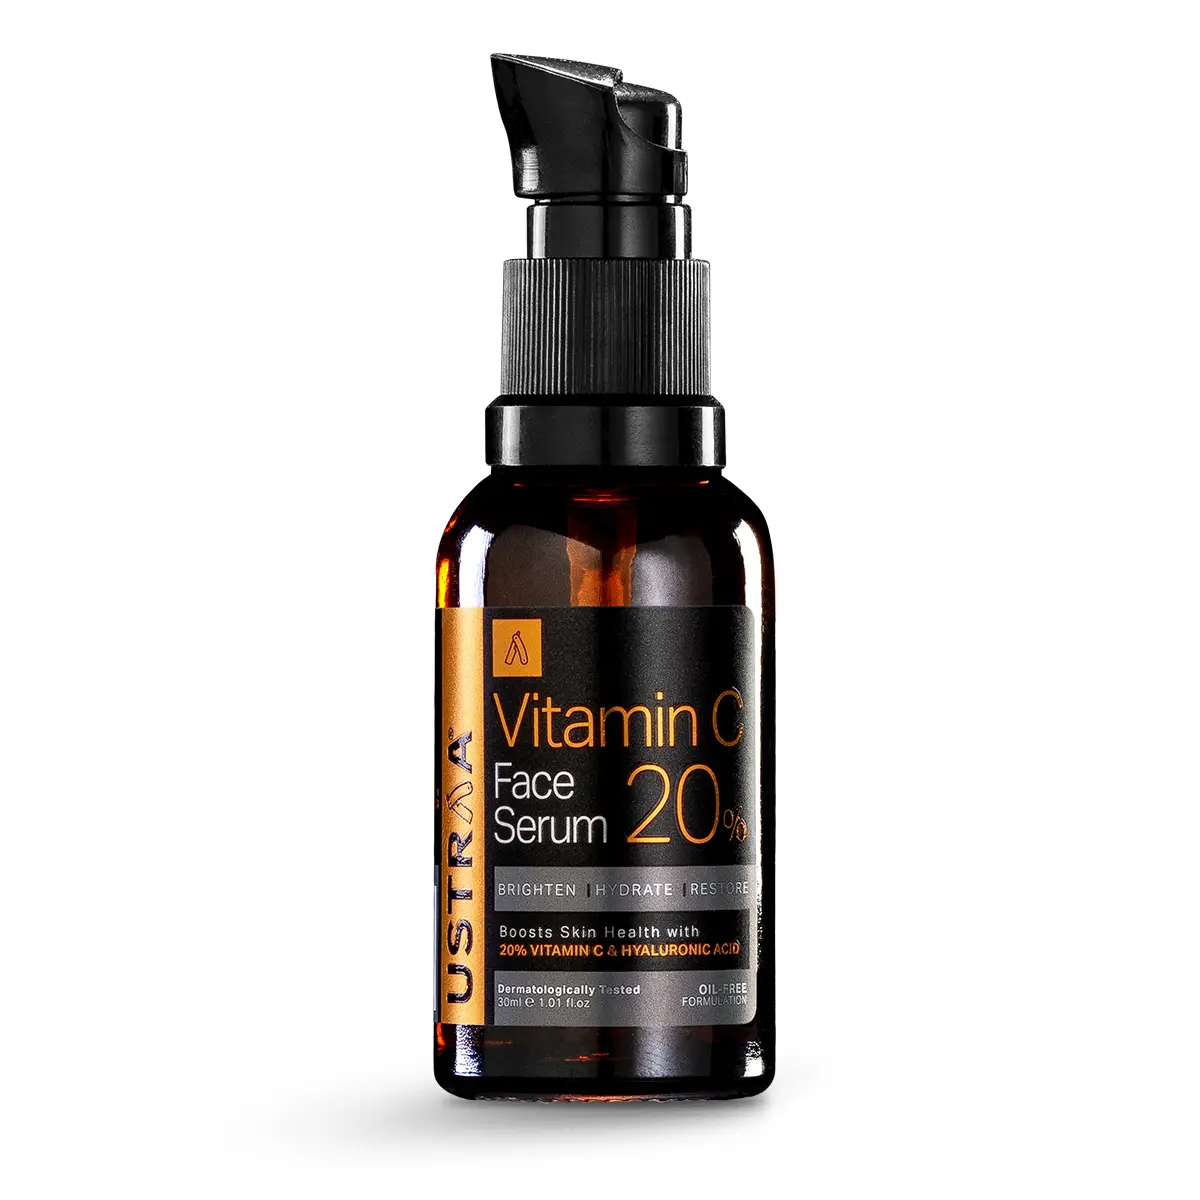 USTRAA®
Vitamin C
Face
Serum
20%
BRIGHTEN | HYDRATE | RESTORE
Boosts Skin Health with
20% VITAMIN C & HYALURONIC ACID
Dermatologically Tested
30ml ℮ 1.01 fl.oz
OIL-FREE
FORMULATION